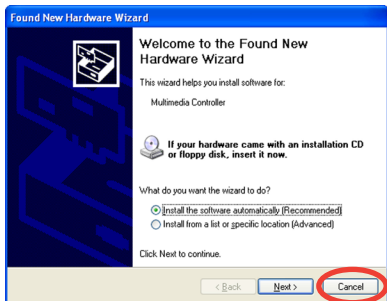 Found New Hardware Wizard
Welcome to the Found New
Hardware Wizard
This wizard helps you install software for:
Multimedia Controller
If your hardware came with an installation CD
or floppy disk, insert it now.
What do you want the wizard to do?
Install the software automatically (Recommended)
Install from a list or specific location (Advanced)
Click Next to continue.
< Back Next > Cancel